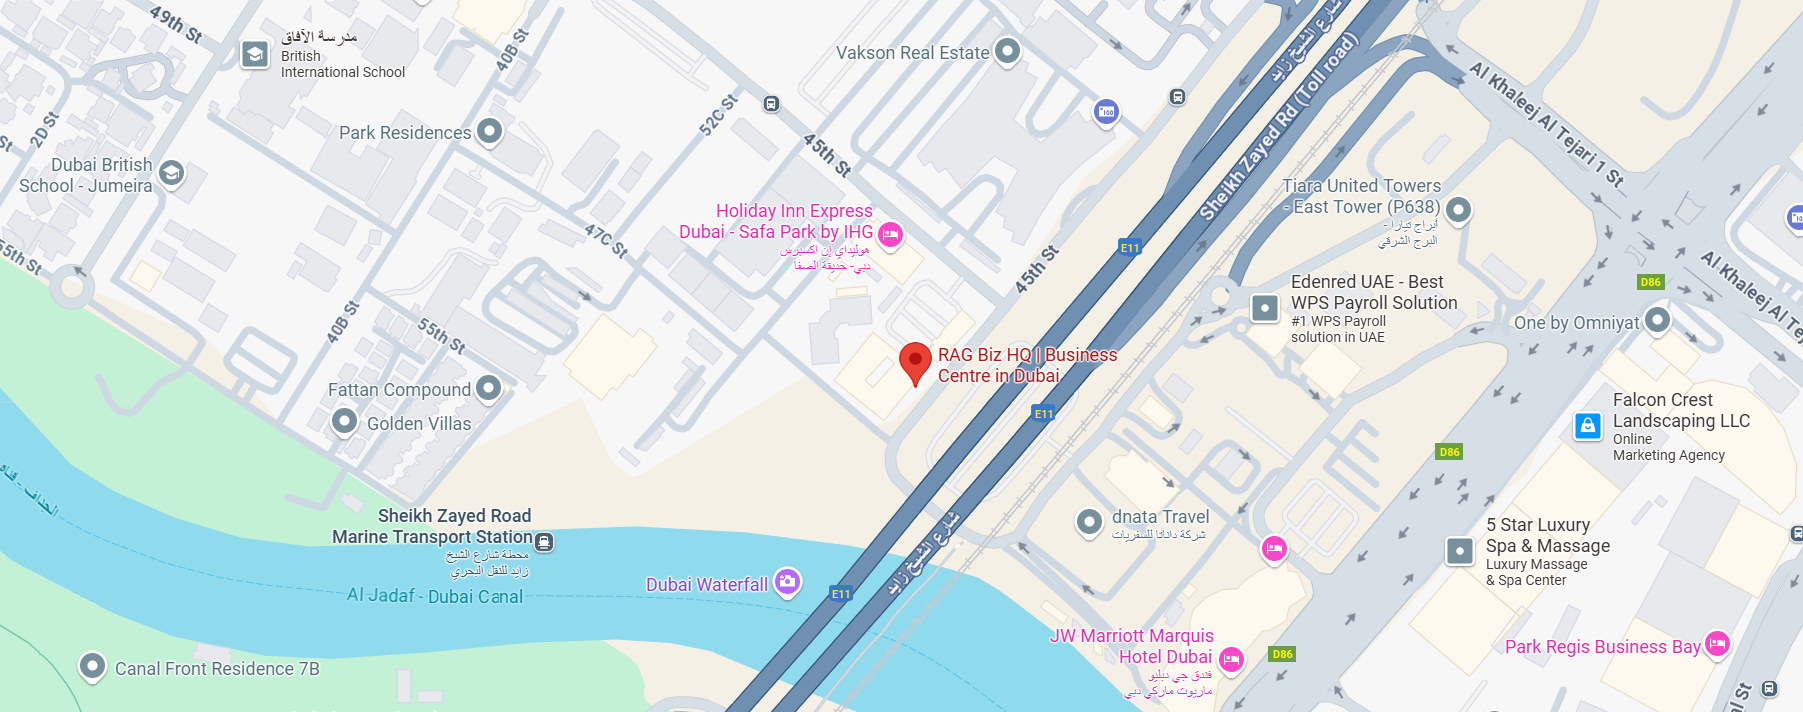 49th St
مدرسة الآفاق
British
International School
40B St
Vakson Real Estate
شارع الشيخ زايد
Sheikh Zayed Rd (Toll road)
Al Khaleej Al Tejari 1 St
2D St
Park Residences
52C St
45th St
Dubai British
School - Jumeira
Tiara United Towers
- East Tower (P638)
أبراج تيارا -
البرج الشرقي
Holiday Inn Express
Dubai - Safa Park by IHG
هوليداي إن اكسبرس
دبي- حديقة الصفا
47C St
55th St
E11
45th St
Edenred UAE - Best
WPS Payroll Solution
#1 WPS Payroll
solution in UAE
D86
Al Khaleej Al Te
One by Omniyat
40B St
55th St
RAG Biz HQ | Business
Centre in Dubai
Fattan Compound
Golden Villas
E11
Falcon Crest
Landscaping LLC
Online
Marketing Agency
D86
Sheikh Zayed Road
Marine Transport Station
محطة شارع الشيخ
زايد للنقل البحري
شارع الشيخ زايد
dnata Travel
شركة داناتا للسفريات
5 Star Luxury
Spa & Massage
Luxury Massage
& Spa Center
Al Jadaf - Dubai Canal
Dubai Waterfall
E11
JW Marriott Marquis
Hotel Dubai
فندق جي دبليو
ماريوت ماركي دبي
D86
Park Regis Business Bay
Canal Front Residence 7B